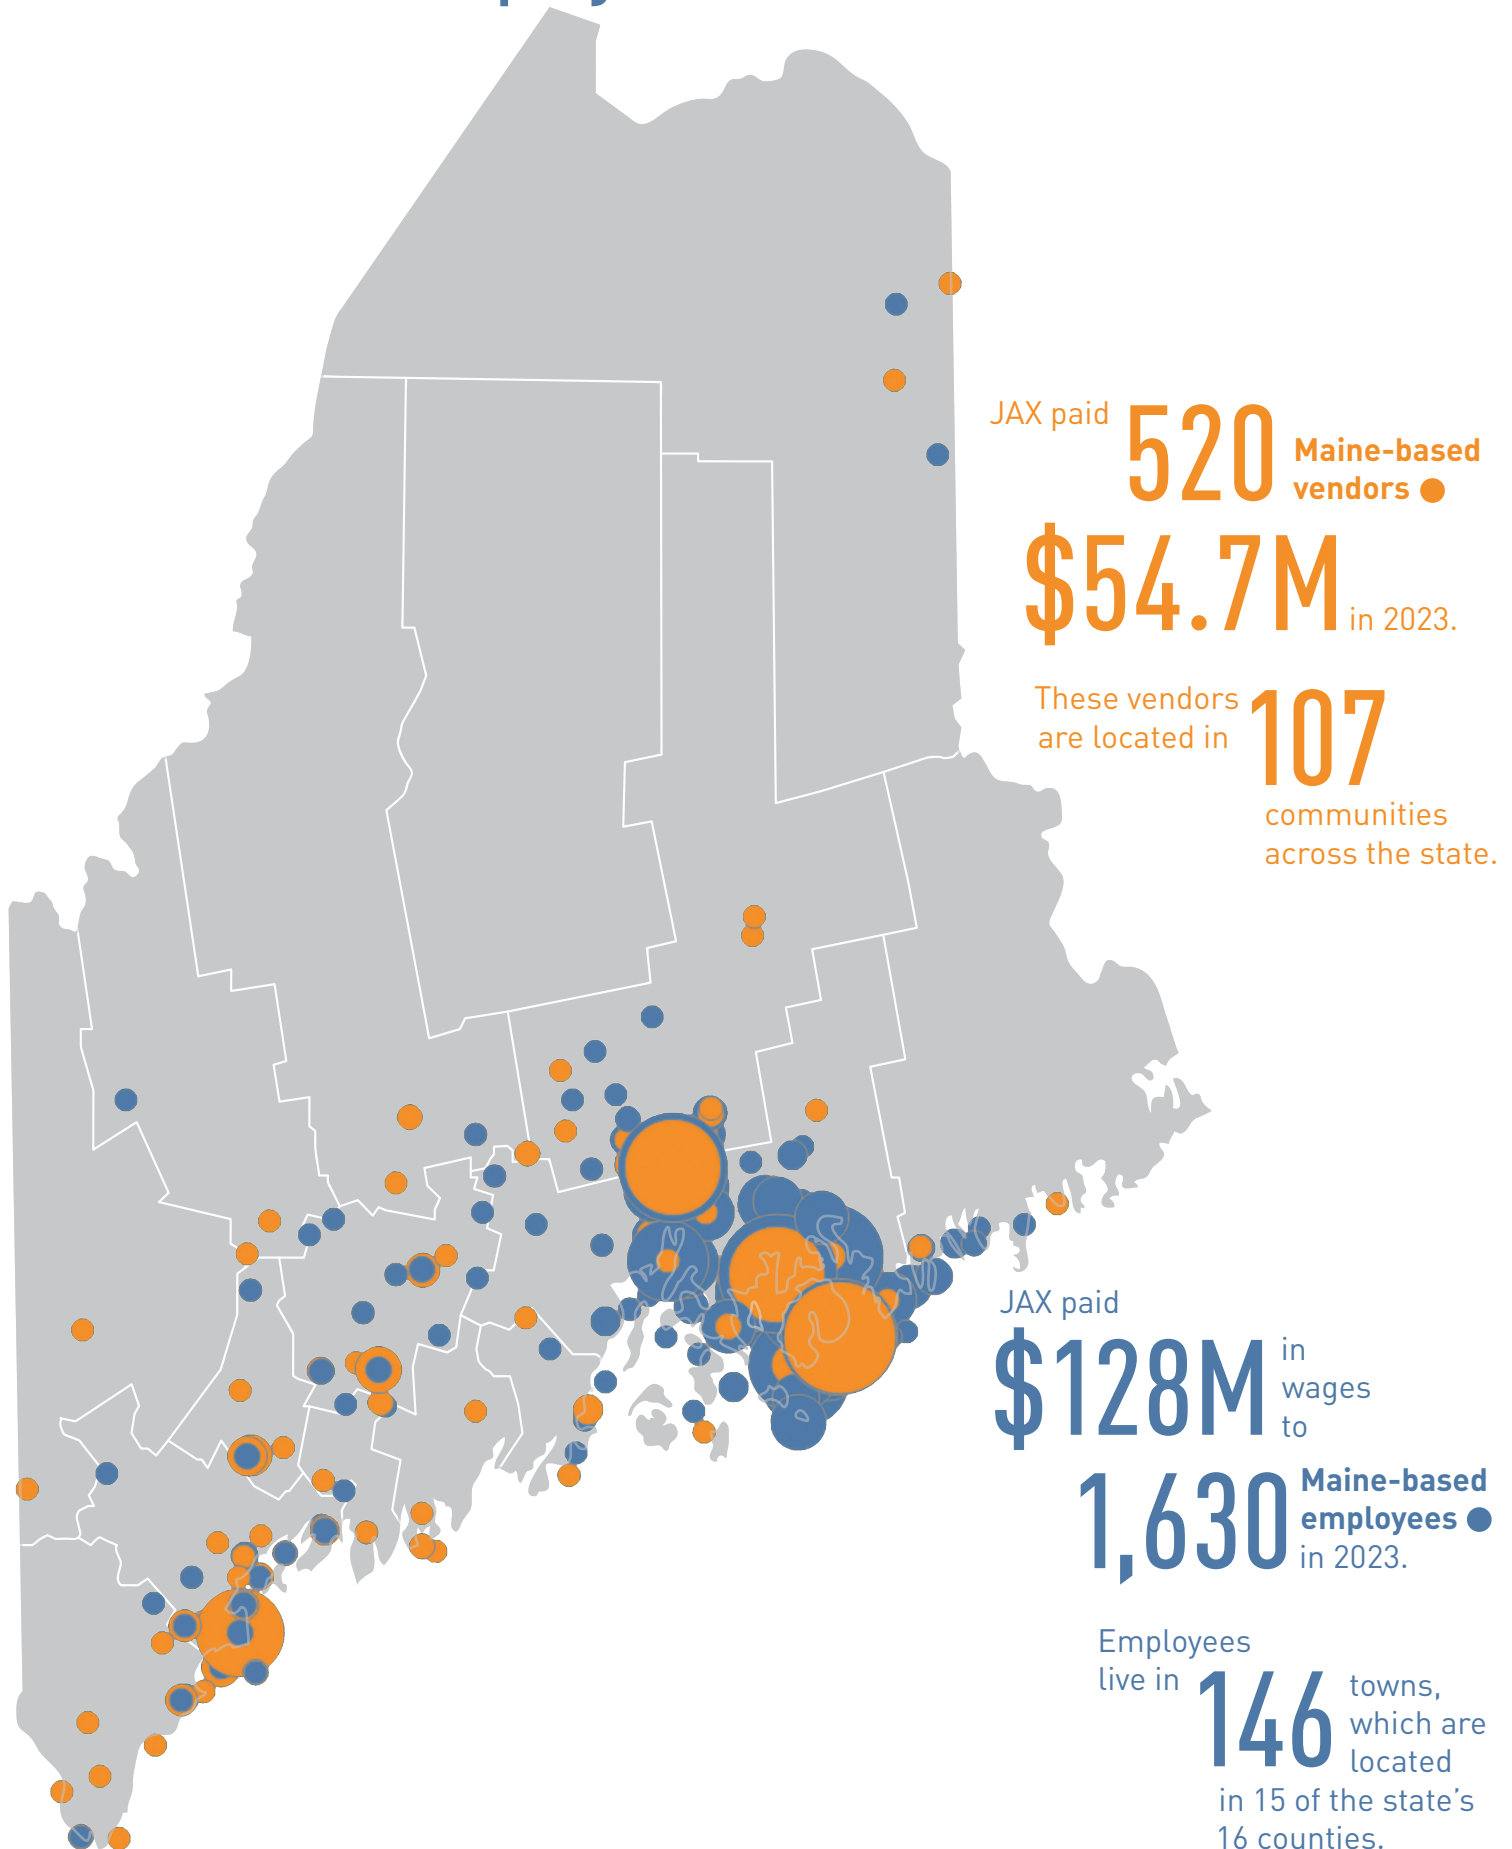 JAX paid
520
Maine-based
vendors
$54.7M
in 2023.
These vendors
are located in
107
communities
across the state.
JAX paid
$128M
in
wages
to
1,630
Maine-based
employees
in 2023.
Employees
live in
146
towns,
which are
located
in 15 of the state's
16 counties.